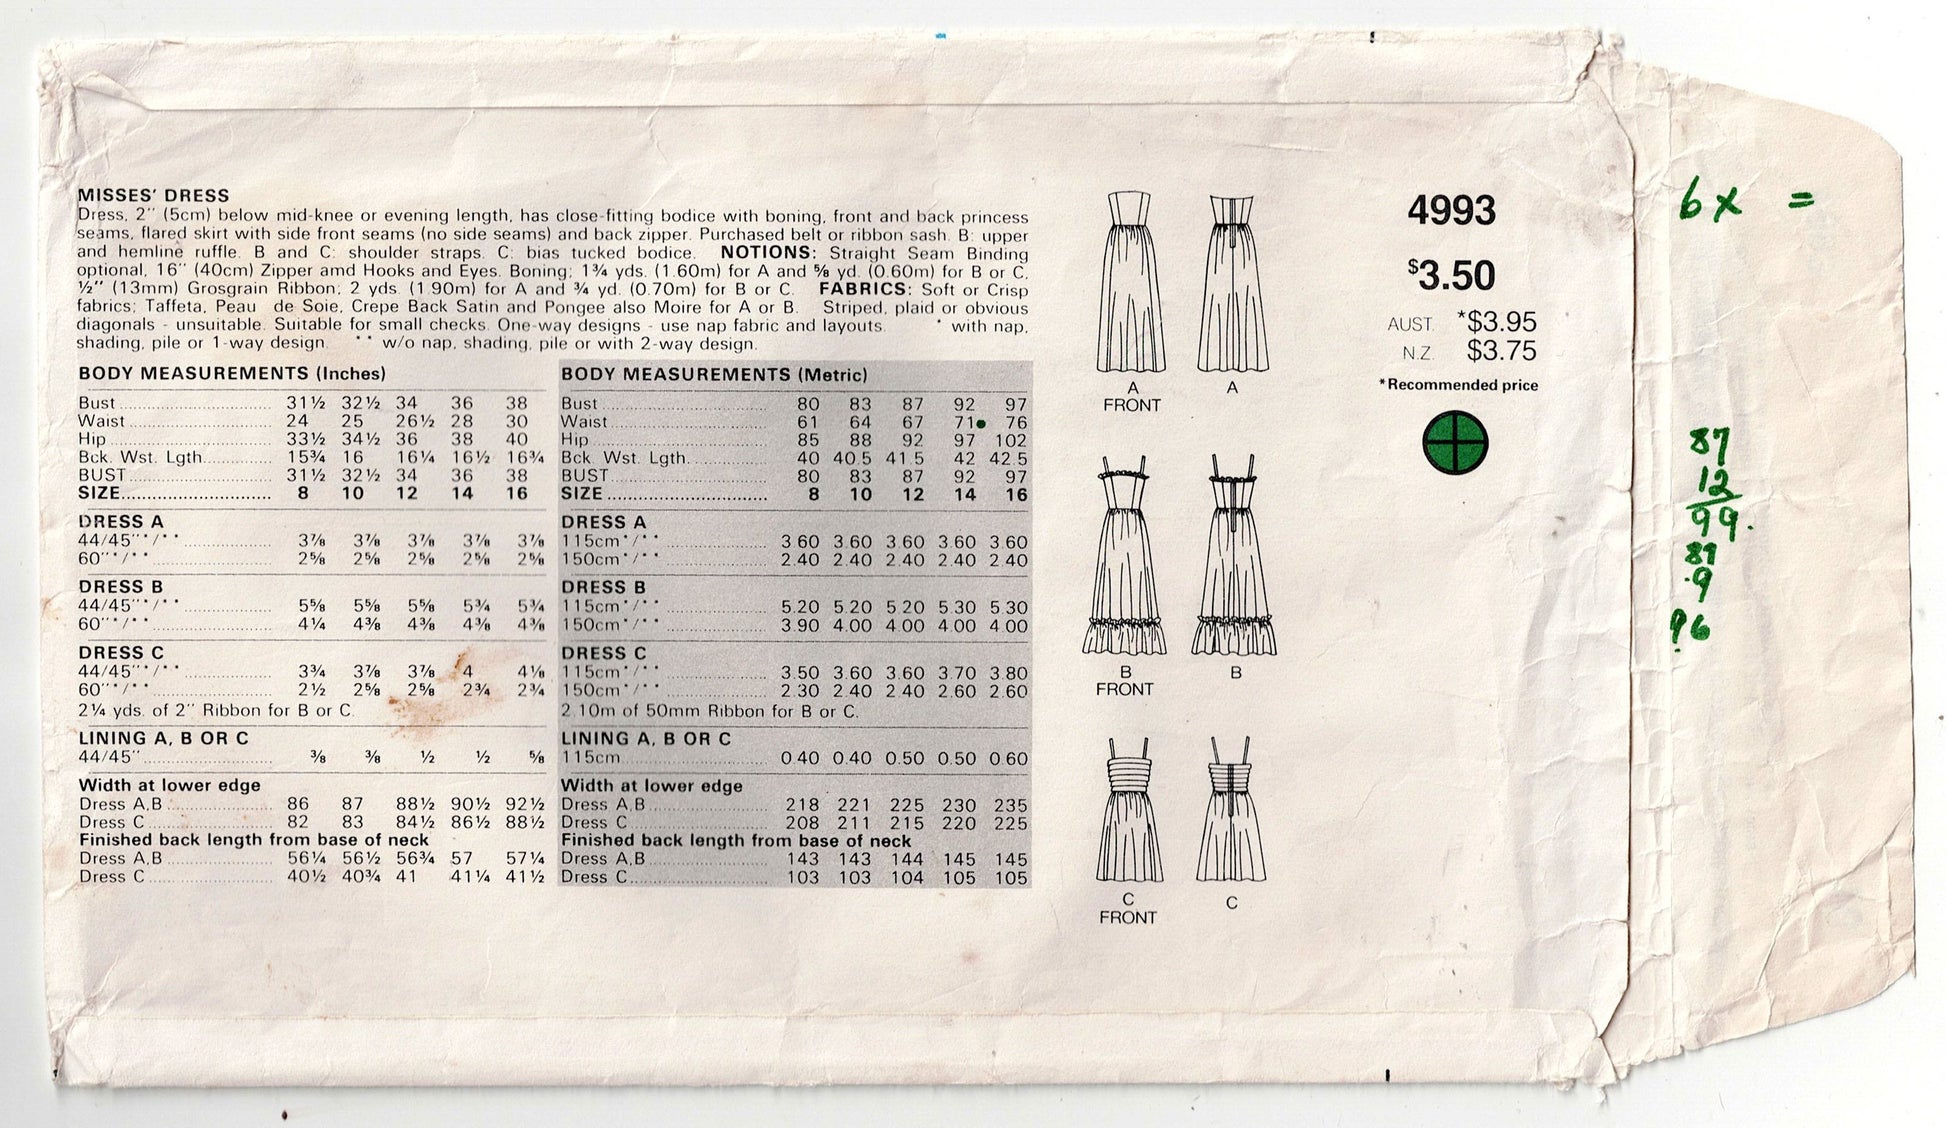 MISSES' DRESS
Dress, 2'' (5cm) below mid-knee or evening length, has close-fitting bodice with boning, front and back princess
seams, flared skirt with side front seams (no side seams) and back zipper. Purchased belt or ribbon sash. B: upper
and hemline ruffle. B and C: shoulder straps. C: bias tucked bodice. NOTIONS: Straight Seam Binding
optional, 16'' (40cm) Zipper amd Hooks and Eyes. Boning; 1¾ yds. (1.60m) for A and ⅝ yd. (0.60m) for B or C,
½'' (13mm) Grosgrain Ribbon; 2 yds. (1.90m) for A and ¾ yd. (0.70m) for B or C. FABRICS: Soft or Crisp
fabrics; Taffeta, Peau de Soie, Crepe Back Satin and Pongee also Moire for A or B. Striped, plaid or obvious
diagonals - unsuitable. Suitable for small checks. One-way designs - use nap fabric and layouts. * with nap,
shading, pile or 1-way design. ** w/o nap, shading, pile or with 2-way design.
BODY MEASUREMENTS (Inches)
Bust 31½ 32½ 34 36 38
Waist 24 25 26½ 28 30
Hip 33½ 34½ 36 38 40
Bck. Wst. Lgth. 15¾ 16 16¼ 16½ 16¾
BUST 31½ 32½ 34 36 38
SIZE 8 10 12 14 16
DRESS A
44/45''*/** 3⅞ 3⅞ 3⅞ 3⅞ 3⅞
60''*/** 2⅝ 2⅝ 2⅝ 2⅝ 2⅝
DRESS B
44/45''*/** 5⅝ 5⅝ 5⅝ 5¾ 5¾
60''*/** 4¼ 4⅜ 4⅜ 4⅜ 4⅜
DRESS C
44/45''*/** 3¾ 3⅞ 3⅞ 4 4⅛
60''*/** 2½ 2⅝ 2⅝ 2¾ 2¾
2¼ yds. of 2'' Ribbon for B or C.
LINING A, B OR C
44/45'' ⅜ ⅜ ½ ½ ⅝
Width at lower edge
Dress A,B 86 87 88½ 90½ 92½
Dress C 82 83 84½ 86½ 88½
Finished back length from base of neck
Dress A,B 56¼ 56½ 56¾ 57 57¼
Dress C 40½ 40¾ 41 41¼ 41½
BODY MEASUREMENTS (Metric)
Bust 80 83 87 92 97
Waist 61 64 67 71 76
Hip 85 88 92 97 102
Bck. Wst. Lgth. 40 40.5 41.5 42 42.5
BUST 80 83 87 92 97
SIZE 8 10 12 14 16
DRESS A
115cm*/** 3.60 3.60 3.60 3.60 3.60
150cm*/** 2.40 2.40 2.40 2.40 2.40
DRESS B
115cm*/** 5.20 5.20 5.20 5.30 5.30
150cm*/** 3.90 4.00 4.00 4.00 4.00
DRESS C
115cm*/** 3.50 3.60 3.60 3.70 3.80
150cm*/** 2.30 2.40 2.40 2.60 2.60
2.10m of 50mm Ribbon for B or C.
LINING A, B OR C
115cm 0.40 0.40 0.50 0.50 0.60
Width at lower edge
Dress A,B 218 221 225 230 235
Dress C 208 211 215 220 225
Finished back length from base of neck
Dress A,B 143 143 144 145 145
Dress C 103 103 104 105 105
A
FRONT
A
B
FRONT
B
C
FRONT
C
4993
$3.50
AUST. *$3.95
N.Z. $3.75
*Recommended price
6x =
87
12
99.
87
9
96